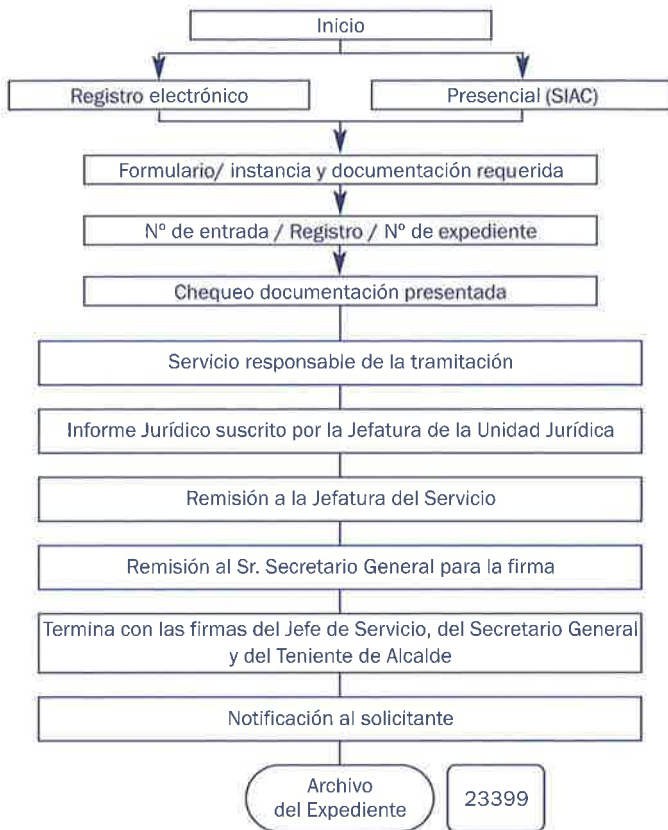 Inicio
Registro electrónico
Presencial (SIAC)
Formulario/ instancia y documentación requerida
Nº de entrada / Registro / Nº de expediente
Chequeo documentación presentada
Servicio responsable de la tramitación
Informe Jurídico suscrito por la Jefatura de la Unidad Jurídica
Remisión a la Jefatura del Servicio
Remisión al Sr. Secretario General para la firma
Termina con las firmas del Jefe de Servicio, del Secretario General
y del Teniente de Alcalde
Notificación al solicitante
Archivo
del Expediente
23399